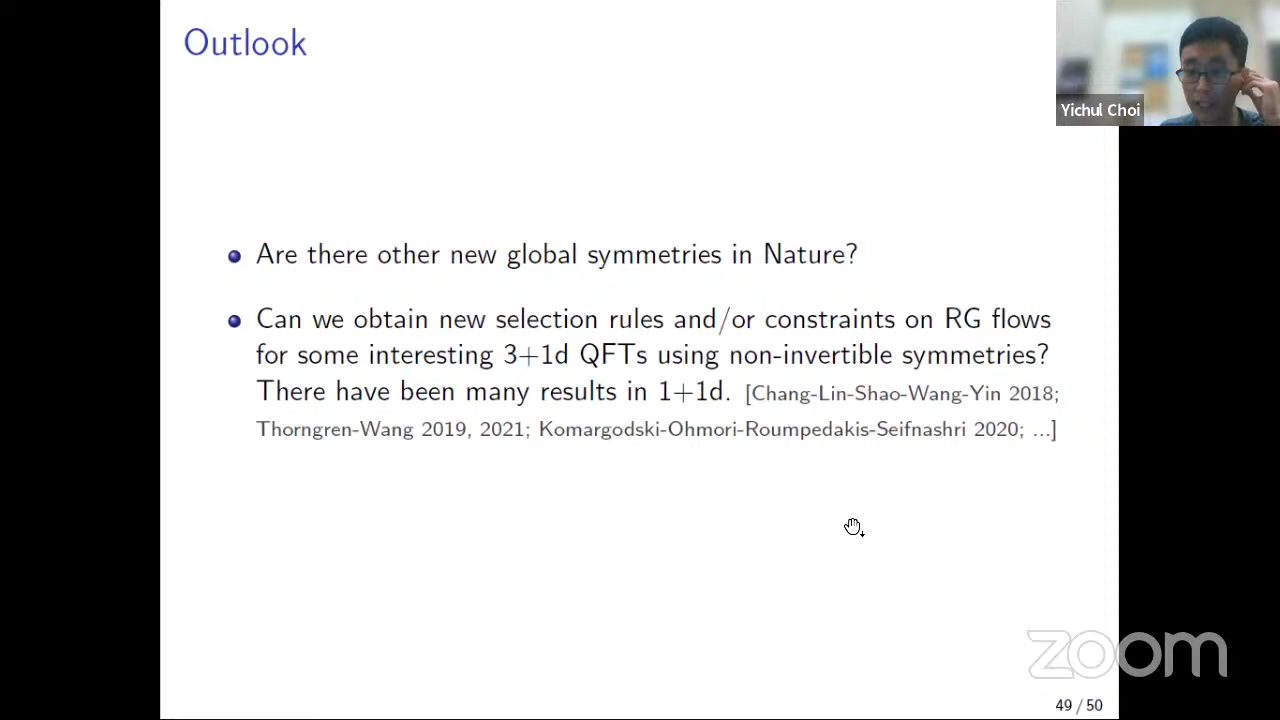 Outlook
Yichul Choi
Are there other new global symmetries in Nature?
Can we obtain new selection rules and/or constraints on RG flows
for some interesting 3+1d QFTs using non-invertible symmetries?
There have been many results in 1+1d. [Chang-Lin-Shao-Wang-Yin 2018;
Thorngren-Wang 2019, 2021; Komargodski-Ohmori-Roumpedakis-Seifnashri 2020; ...]
zoom
49 / 50